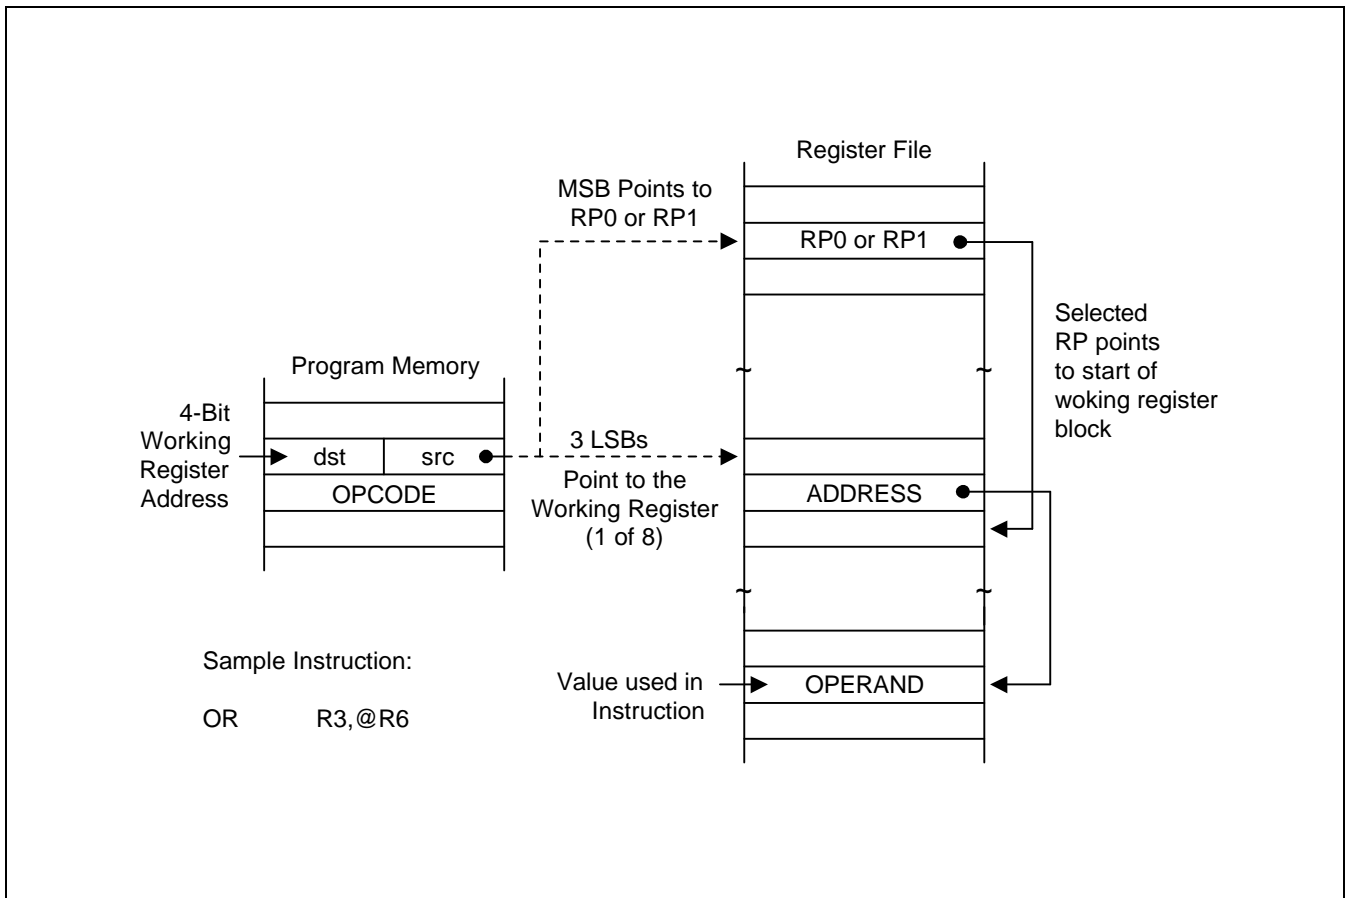 Register File
MSB Points to
RP0 or RP1
RP0 or RP1
Selected
RP points
to start of
woking register
block
Program Memory
4-Bit
Working
Register
Address
dst src
OPCODE
3 LSBs
Point to the
Working Register
(1 of 8)
ADDRESS
~ ~
~ ~
Sample Instruction:
OR R3,@R6
Value used in
Instruction
OPERAND